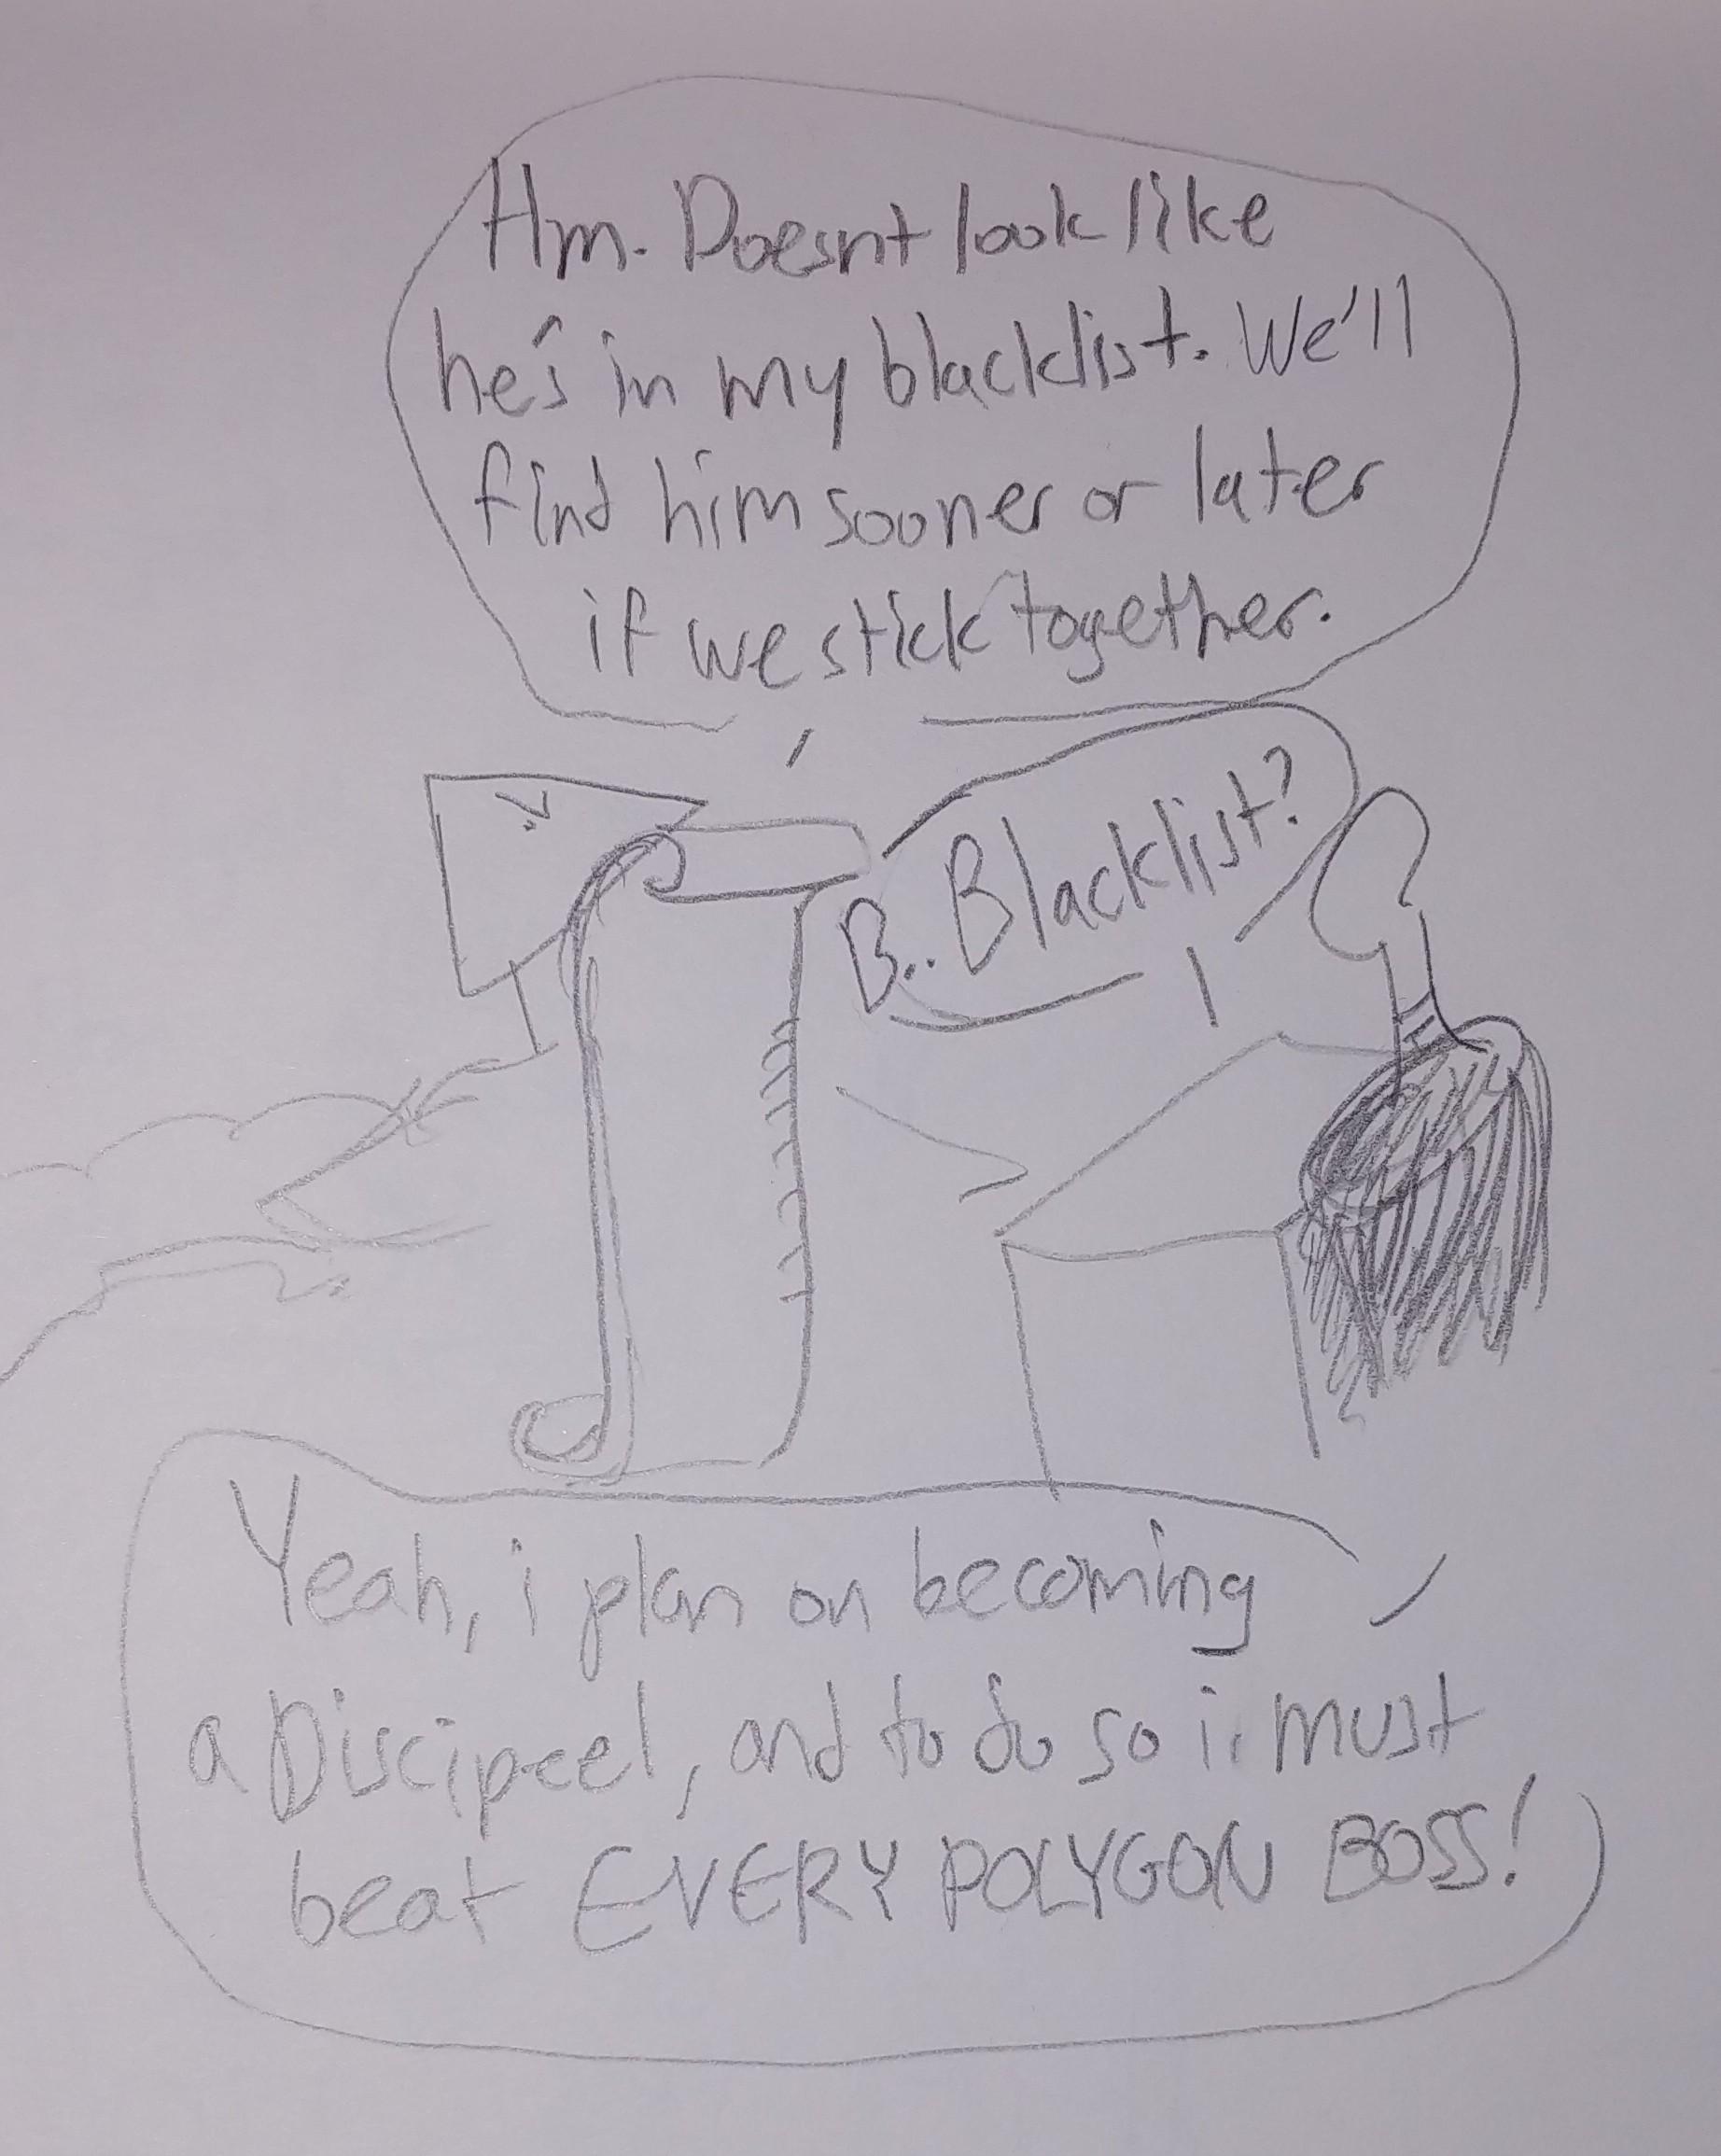 Hm. Doesnt look like
he's in my blacklist. We'll
find him sooner or later
if we stick together.
B.. Blacklist?
Yeah, i plan on becoming
a Discipeel, and to do so i must
beat EVERY POLYGON BOSS!